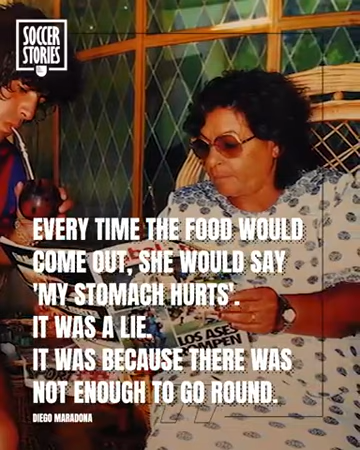 SOCCER
STORIES
EVERY TIME THE FOOD WOULD
COME OUT, SHE WOULD SAY
'MY STOMACH HURTS'.
IT WAS A LIE.
IT WAS BECAUSE THERE WAS
NOT ENOUGH TO GO ROUND.
DIEGO MARADONA
LOS ASES